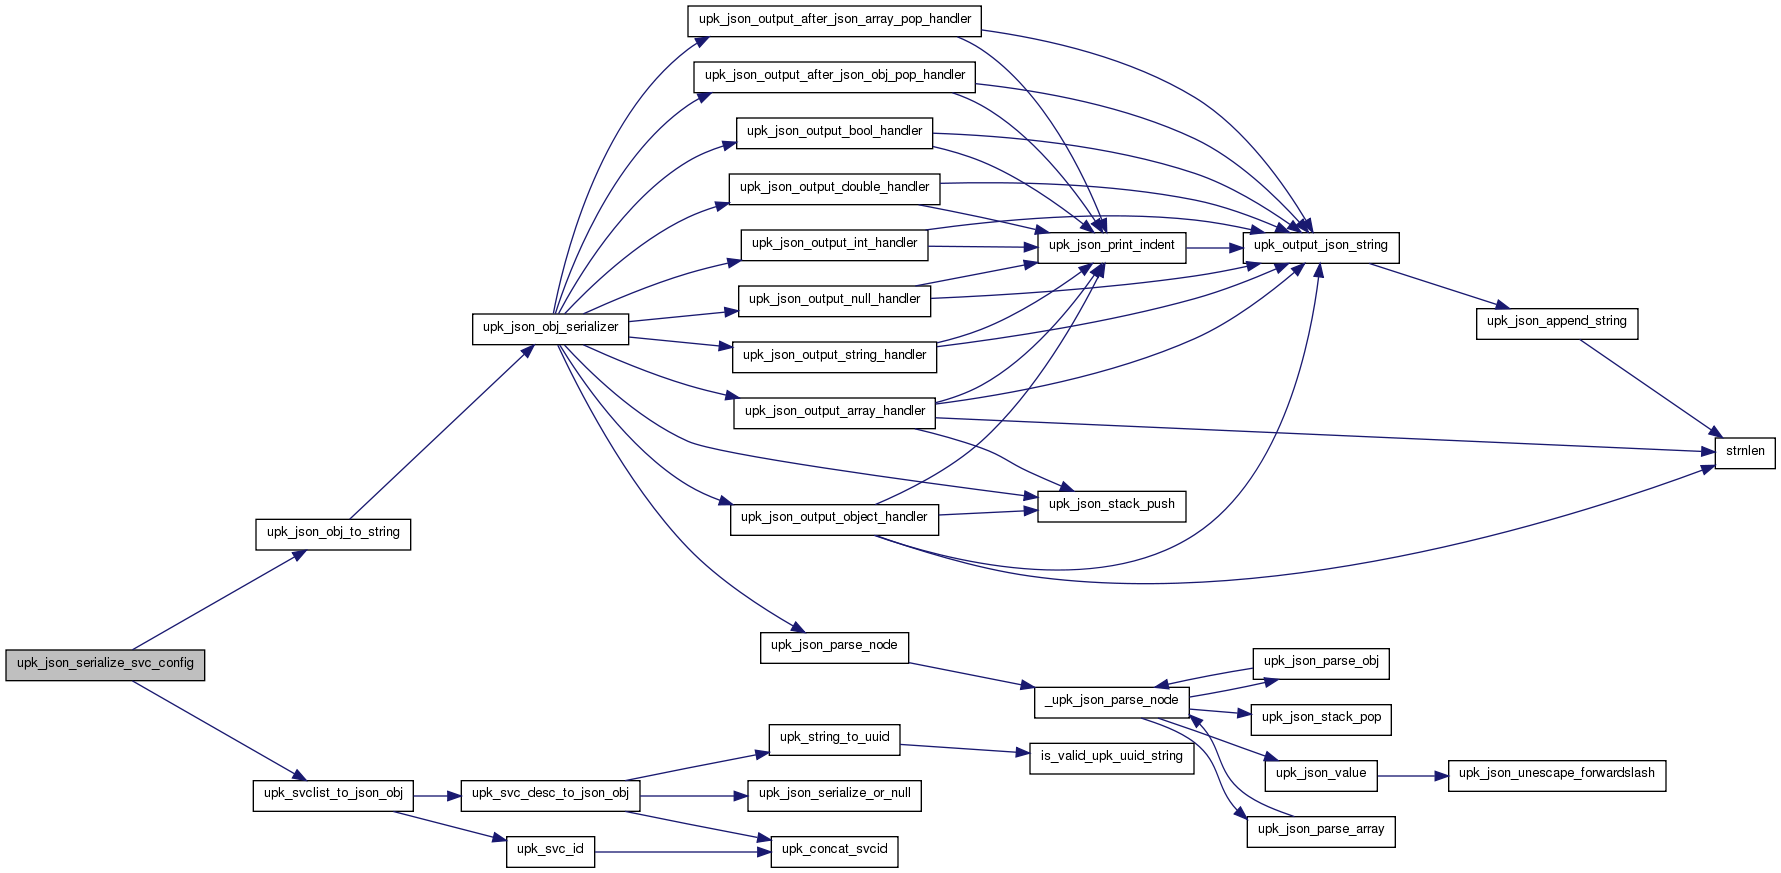 upk_json_output_after_json_array_pop_handler
upk_json_output_after_json_obj_pop_handler
upk_json_output_bool_handler
upk_json_output_double_handler
upk_json_output_int_handler
upk_json_print_indent
upk_output_json_string
upk_json_output_null_handler
upk_json_obj_serializer
upk_json_append_string
upk_json_output_string_handler
upk_json_output_array_handler
strnlen
upk_json_stack_push
upk_json_output_object_handler
upk_json_obj_to_string
upk_json_parse_node
upk_json_serialize_svc_config
upk_json_parse_obj
_upk_json_parse_node
upk_json_stack_pop
upk_string_to_uuid
is_valid_upk_uuid_string
upk_json_value
upk_json_unescape_forwardslash
upk_svclist_to_json_obj
upk_svc_desc_to_json_obj
upk_json_serialize_or_null
upk_json_parse_array
upk_svc_id
upk_concat_svcid